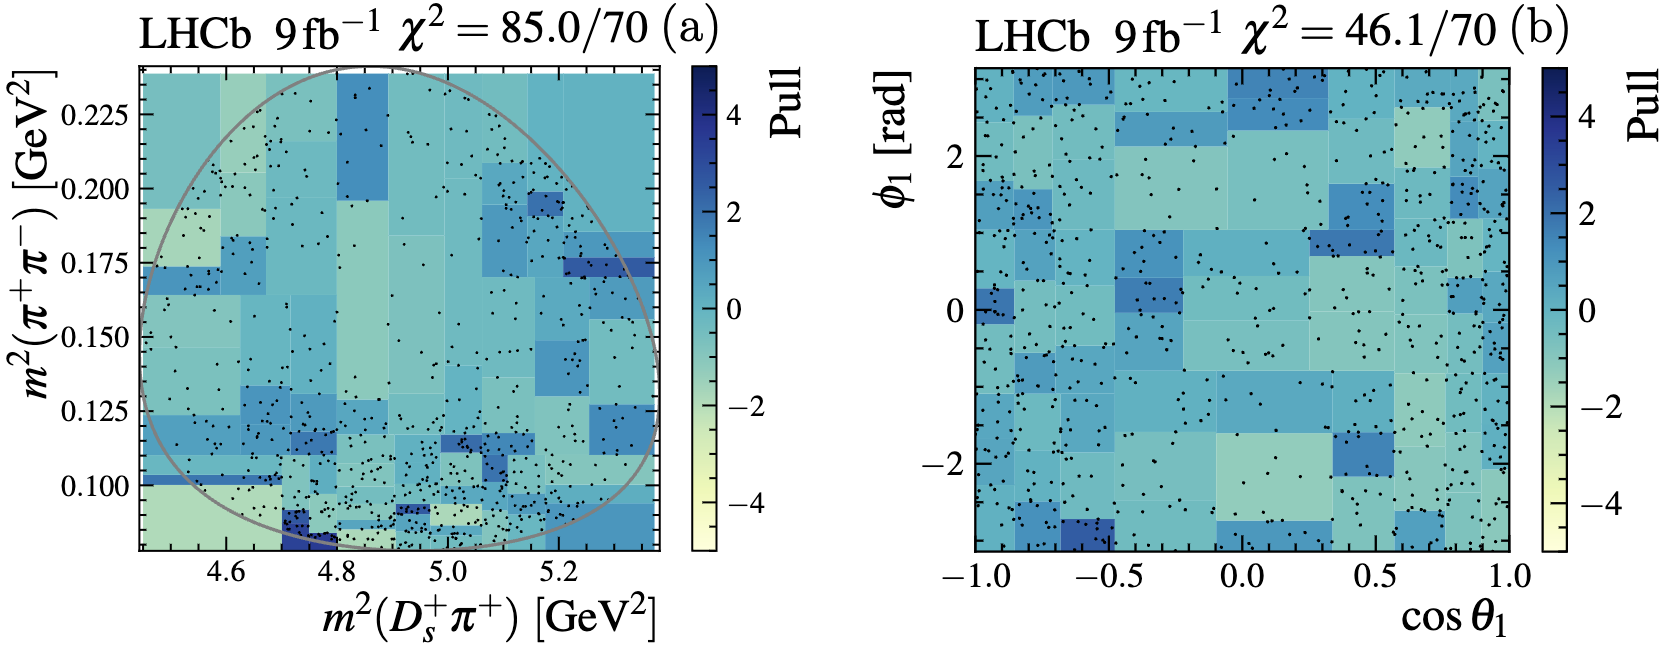 LHCb 9 fb⁻¹ χ² = 85.0/70 (a)
m²(π⁺π⁻) [GeV²]
0.225
0.200
0.175
0.150
0.125
0.100
4.6 4.8 5.0 5.2
m²(D_s⁺π⁺) [GeV²]
Pull
4
2
0
−2
−4
LHCb 9 fb⁻¹ χ² = 46.1/70 (b)
ϕ₁ [rad]
2
0
−2
−1.0 −0.5 0.0 0.5 1.0
cos θ₁
Pull
4
2
0
−2
−4